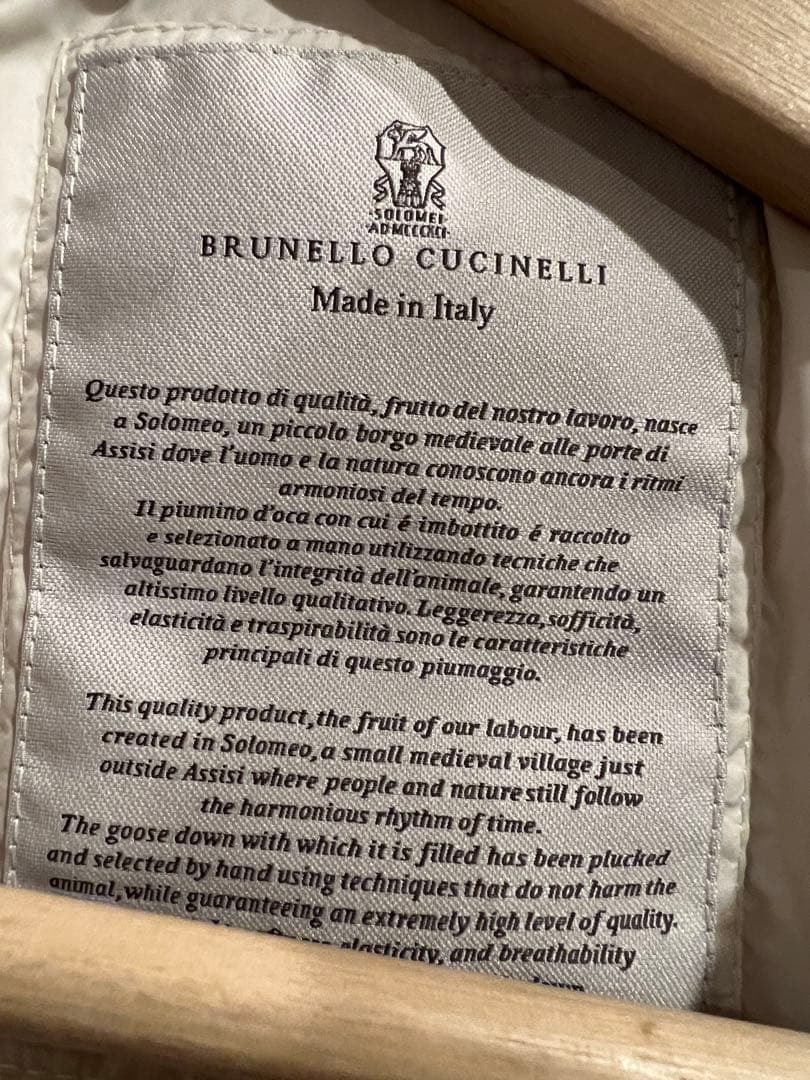 ·SOLOMEI·
·AD·MCCCXCI·
BRUNELLO CUCINELLI
Made in Italy
Questo prodotto di qualità, frutto del nostro lavoro, nasce
a Solomeo, un piccolo borgo medievale alle porte di
Assisi dove l'uomo e la natura conoscono ancora i ritmi
armoniosi del tempo.
Il piumino d'oca con cui é imbottito é raccolto
e selezionato a mano utilizzando tecniche che
salvaguardano l'integrità dell'animale, garantendo un
altissimo livello qualitativo. Leggerezza, sofficità,
elasticità e traspirabilità sono le caratteristiche
principali di questo piumaggio.
This quality product, the fruit of our labour, has been
created in Solomeo, a small medieval village just
outside Assisi where people and nature still follow
the harmonious rhythm of time.
The goose down with which it is filled has been plucked
and selected by hand using techniques that do not harm the
animal, while guaranteeing an extremely high level of quality.
elasticity, and breathability